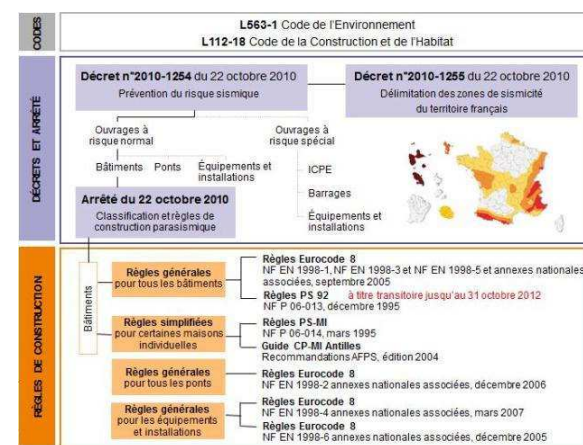 CODES
L563-1 Code de l'Environnement
L112-18 Code de la Construction et de l'Habitat
DÉCRETS ET ARRÊTÉ
Décret n°2010-1254 du 22 octobre 2010
Prévention du risque sismique
Décret n°2010-1255 du 22 octobre 2010
Délimitation des zones de sismicité
du territoire français
Ouvrages à
risque normal
Ouvrages à
risque spécial
Bâtiments
Ponts
Équipements et
installations
ICPE
Barrages
Équipements et
installations
Arrêté du 22 octobre 2010
Classification et règles de
construction parasismique
RÈGLES DE CONSTRUCTION
Bâtiments
Règles générales
pour tous les bâtiments
Règles Eurocode 8
NF EN 1998-1, NF EN 1998-3 et NF EN 1998-5 et annexes nationales
associées, septembre 2005
Règles PS 92 à titre transitoire jusqu'au 31 octobre 2012
NF P 06-013, décembre 1995
Règles simplifiées
pour certaines maisons
individuelles
Règles PS-MI
NF P 06-014, mars 1995
Guide CP-MI Antilles
Recommandations AFPS, édition 2004
Règles générales
pour tous les ponts
Règles Eurocode 8
NF EN 1998-2 annexes nationales associées, décembre 2006
Règles générales
pour les équipements
et installations
Règles Eurocode 8
NF EN 1998-4 annexes nationales associées, mars 2007
Règles Eurocode 8
NF EN 1998-6 annexes nationales associées, décembre 2005